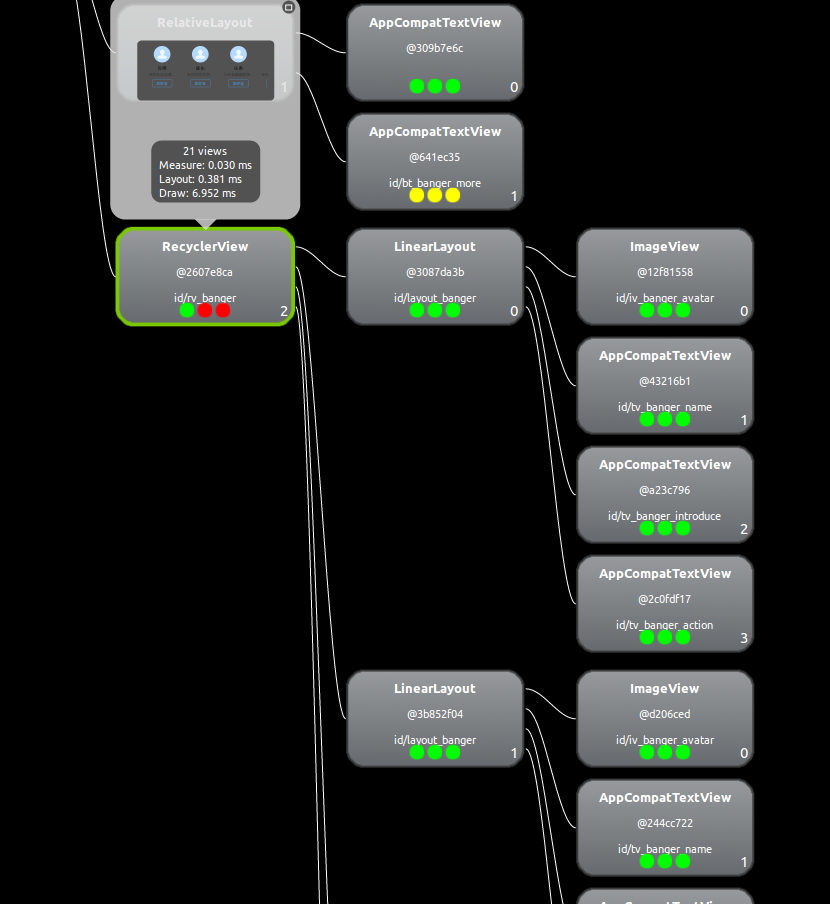 RelativeLayout
1
21 views
Measure: 0.030 ms
Layout: 0.381 ms
Draw: 6.952 ms
RecyclerView
@2607e8ca
id/rv_banger
2
AppCompatTextView
@309b7e6c
0
AppCompatTextView
@641ec35
id/bt_banger_more
1
LinearLayout
@3087da3b
id/layout_banger
0
ImageView
@12f81558
id/iv_banger_avatar
0
AppCompatTextView
@43216b1
id/tv_banger_name
1
AppCompatTextView
@a23c796
id/tv_banger_introduce
2
AppCompatTextView
@2c0fdf17
id/tv_banger_action
3
LinearLayout
@3b852f04
id/layout_banger
1
ImageView
@d206ced
id/iv_banger_avatar
0
AppCompatTextView
@244cc722
id/tv_banger_name
1
AppCompatTextView